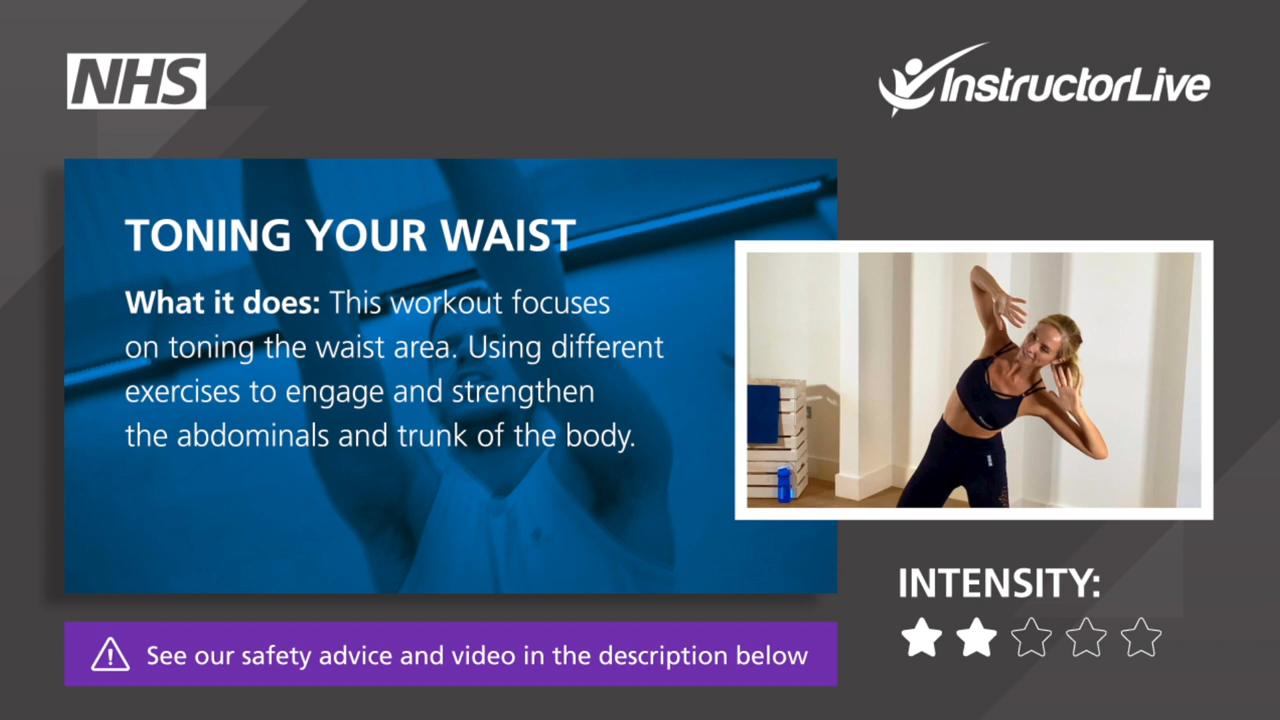 NHS
InstructorLive
TONING YOUR WAIST
What it does: This workout focuses
on toning the waist area. Using different
exercises to engage and strengthen
the abdominals and trunk of the body.
INTENSITY:
See our safety advice and video in the description below